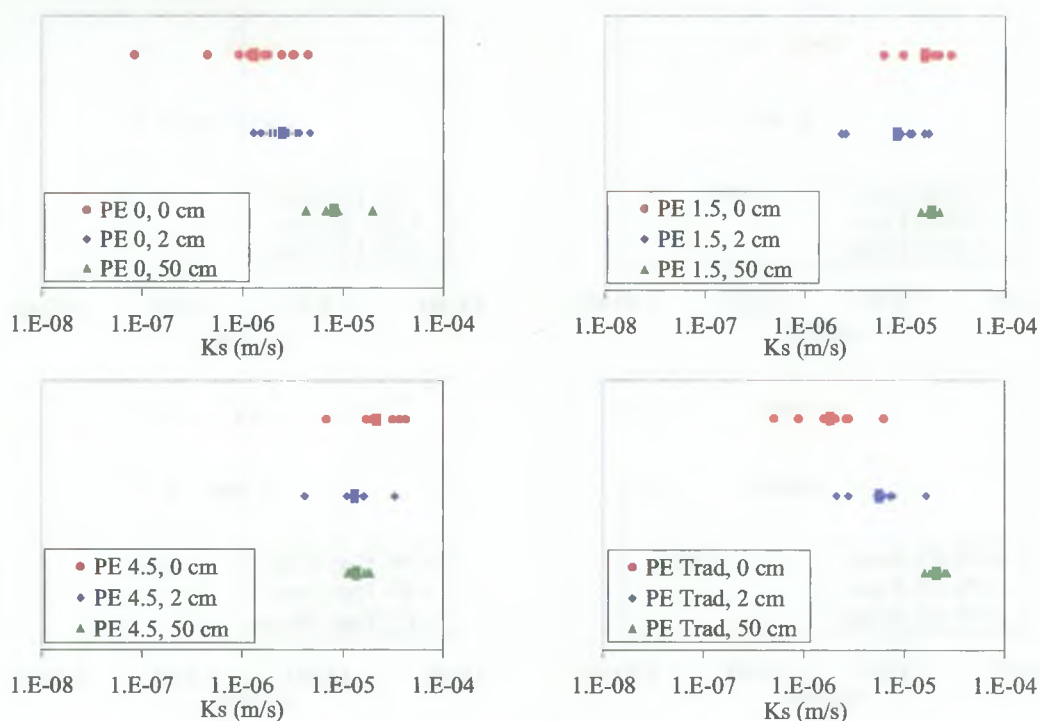 PE 0, 0 cm
PE 0, 2 cm
PE 0, 50 cm
1.E-08 1.E-07 1.E-06 1.E-05 1.E-04
Ks (m/s)
PE 1.5, 0 cm
PE 1.5, 2 cm
PE 1.5, 50 cm
1.E-08 1.E-07 1.E-06 1.E-05 1.E-04
Ks (m/s)
PE 4.5, 0 cm
PE 4.5, 2 cm
PE 4.5, 50 cm
1.E-08 1.E-07 1.E-06 1.E-05 1.E-04
Ks (m/s)
PE Trad, 0 cm
PE Trad, 2 cm
PE Trad, 50 cm
1.E-08 1.E-07 1.E-06 1.E-05 1.E-04
Ks (m/s)